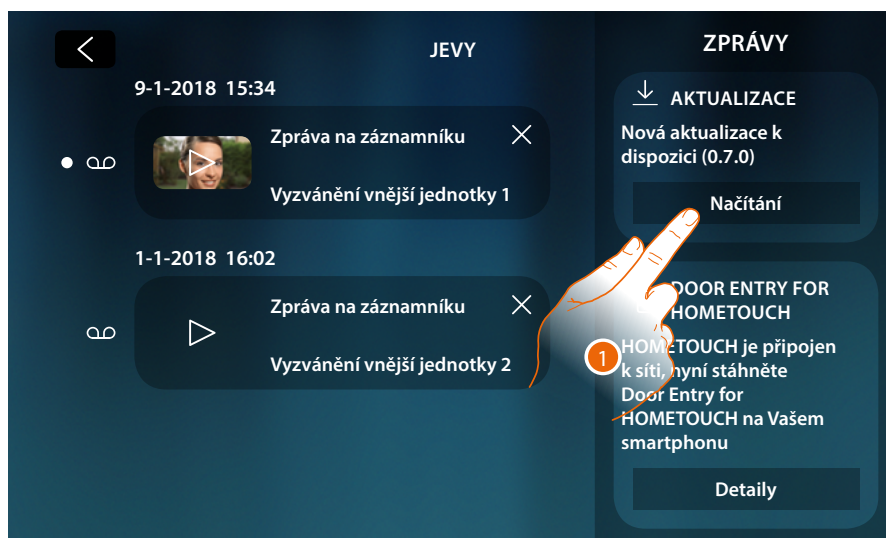 JEVY
9-1-2018 15:34
Zpráva na záznamníku
Vyzvánění vnější jednotky 1
1-1-2018 16:02
Zpráva na záznamníku
Vyzvánění vnější jednotky 2
ZPRÁVY
AKTUALIZACE
Nová aktualizace k
dispozici (0.7.0)
Načítání
DOOR ENTRY FOR
HOMETOUCH
1
HOMETOUCH je připojen
k síti, nyní stáhněte
Door Entry for
HOMETOUCH na Vašem
smartphonu
Detaily